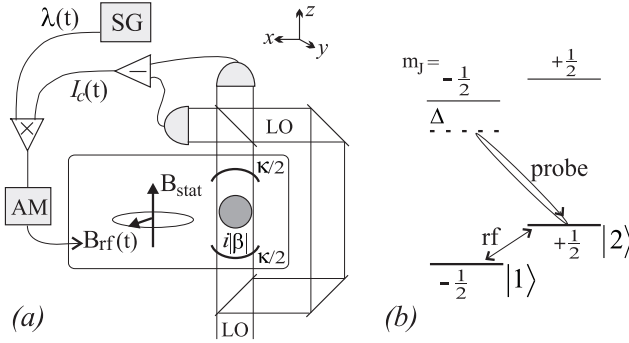 λ(t)
SG
z
x
y
I_c(t)
−
×
LO
AM
B_stat
κ/2
B_rf(t)
i|β|
κ/2
LO
(a)
m_J = −1/2 +1/2
Δ
probe
rf
+1/2 |2⟩
−1/2 |1⟩
(b)